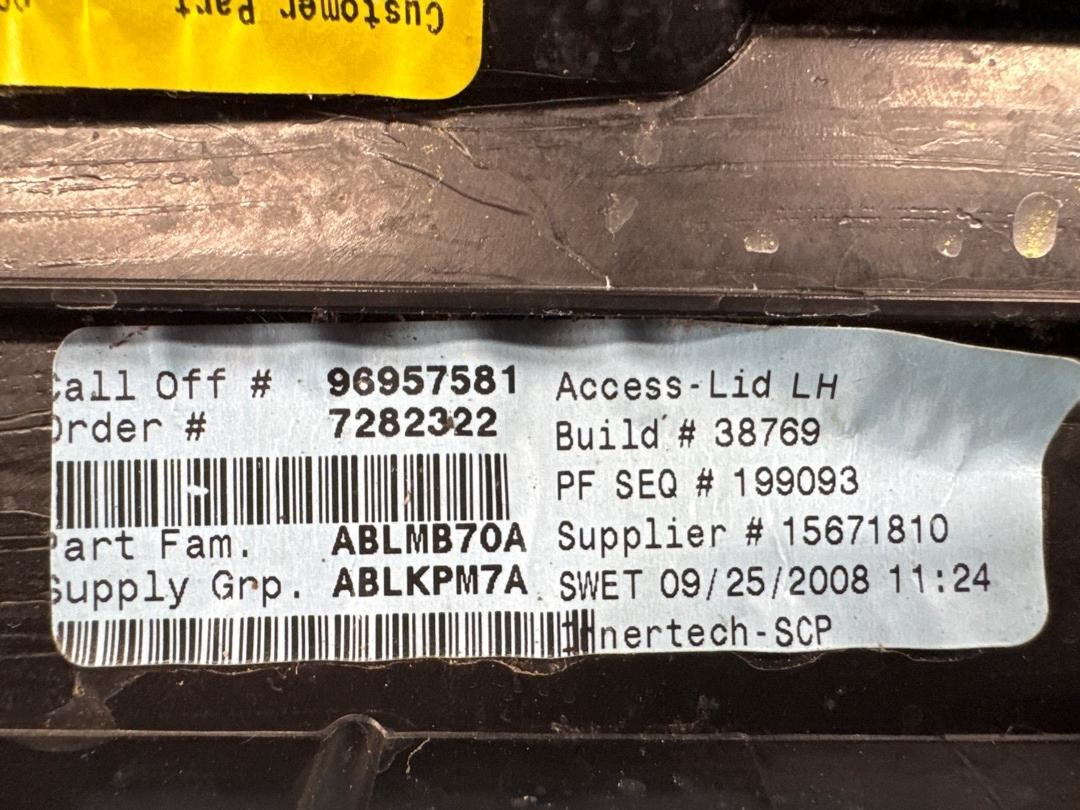 Customer Part
Call Off # 96957581
Order # 7282322
Part Fam. ABLMB70A
Supply Grp. ABLKPM7A
Access-Lid LH
Build # 38769
PF SEQ # 199093
Supplier # 15671810
SWET 09/25/2008 11:24
Innertech-SCP